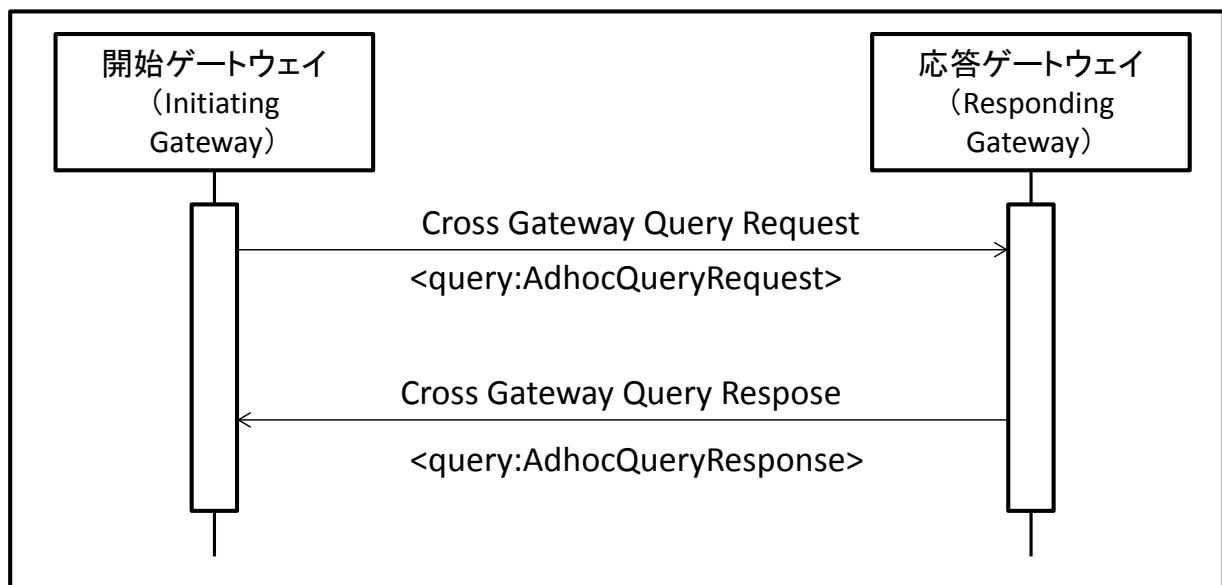 開始ゲートウェイ
（Initiating
Gateway）
応答ゲートウェイ
（Responding
Gateway）
Cross Gateway Query Request
<query:AdhocQueryRequest>
Cross Gateway Query Respose
<query:AdhocQueryResponse>